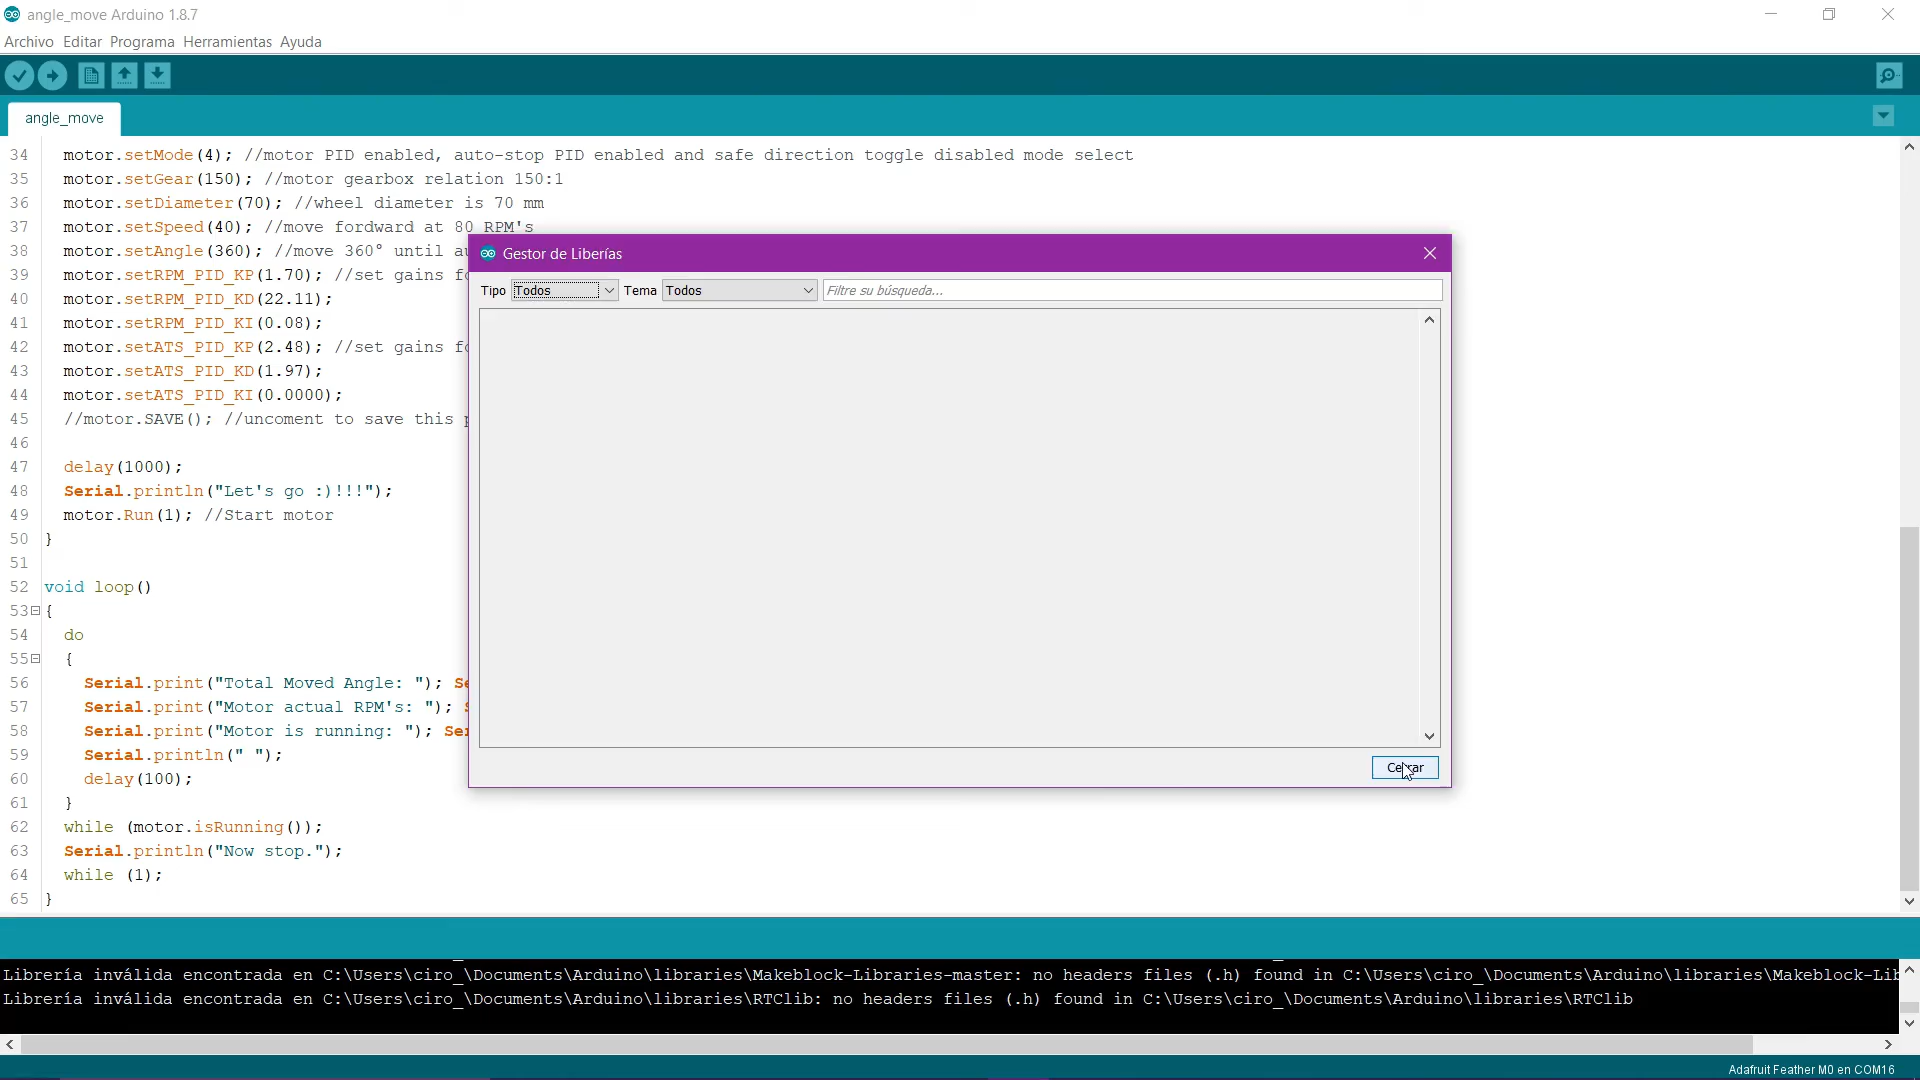 angle_move Arduino 1.8.7
Archivo Editar Programa Herramientas Ayuda
angle_move
34 motor.setMode(4); //motor PID enabled, auto-stop PID enabled and safe direction toggle disabled mode select
35 motor.setGear(150); //motor gearbox relation 150:1
36 motor.setDiameter(70); //wheel diameter is 70 mm
37 motor.setSpeed(40); //move fordward at 80 RPM's
38 motor.setAngle(360); //move 360° until
39 motor.setRPM_PID_KP(1.70); //set gains
40 motor.setRPM_PID_KD(22.11);
41 motor.setRPM_PID_KI(0.08);
42 motor.setATS_PID_KP(2.48); //set gains
43 motor.setATS_PID_KD(1.97);
44 motor.setATS_PID_KI(0.0000);
45 //motor.SAVE(); //uncoment to save this
46
47 delay(1000);
48 Serial.println("Let's go :)!!!");
49 motor.Run(1); //Start motor
50 }
51
52 void loop()
53 {
54 do
55 {
56 Serial.print("Total Moved Angle: "); Se
57 Serial.print("Motor actual RPM's: "); S
58 Serial.print("Motor is running: "); Ser
59 Serial.println(" ");
60 delay(100);
61 }
62 while (motor.isRunning());
63 Serial.println("Now stop.");
64 while (1);
65 }
Gestor de Liberías
Tipo Todos Tema Todos Filtre su búsqueda...
Cerrar
Librería inválida encontrada en C:\Users\ciro_\Documents\Arduino\libraries\Makeblock-Libraries-master: no headers files (.h) found in C:\Users\ciro_\Documents\Arduino\libraries\Makeblock-Lib
Librería inválida encontrada en C:\Users\ciro_\Documents\Arduino\libraries\RTClib: no headers files (.h) found in C:\Users\ciro_\Documents\Arduino\libraries\RTClib
Adafruit Feather M0 en COM16